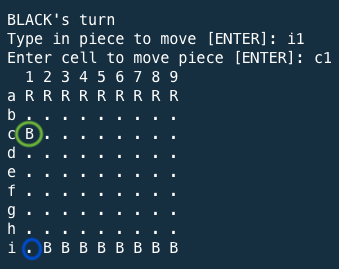 BLACK's turn
Type in piece to move [ENTER]: i1
Enter cell to move piece [ENTER]: c1
  1 2 3 4 5 6 7 8 9
a R R R R R R R R R
b . . . . . . . . .
c B . . . . . . . .
d . . . . . . . . .
e . . . . . . . . .
f . . . . . . . . .
g . . . . . . . . .
h . . . . . . . . .
i . B B B B B B B B